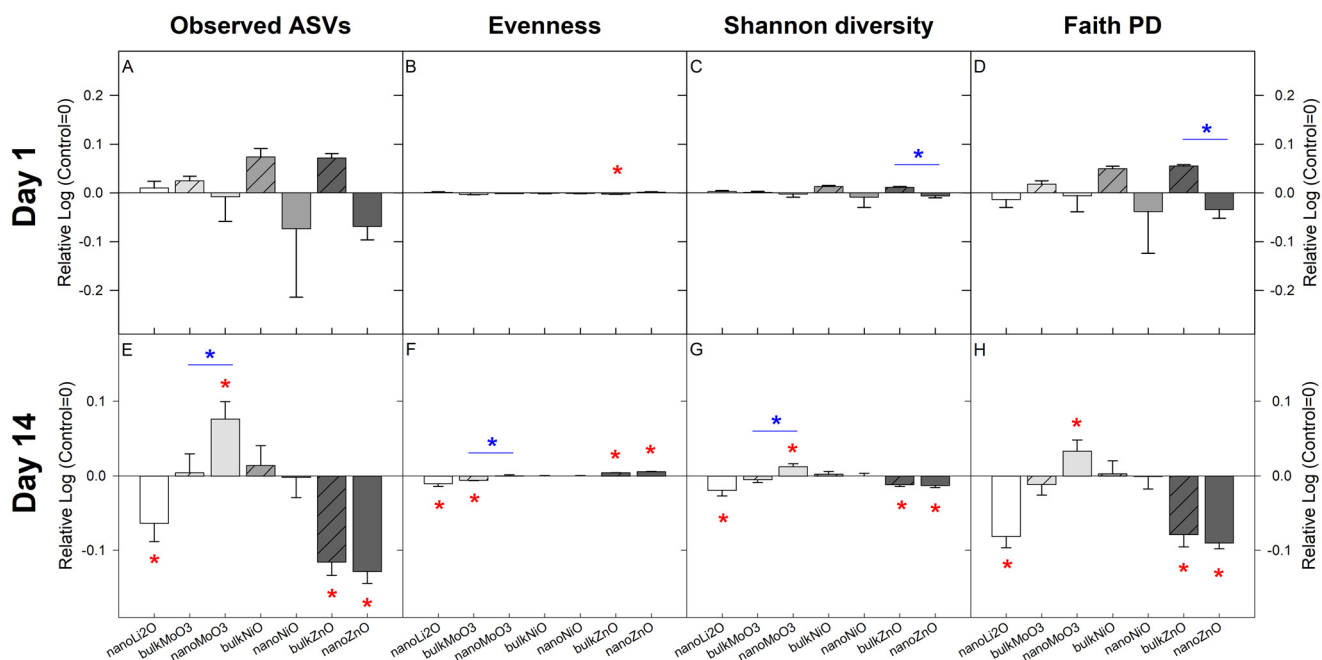 Observed ASVs Evenness Shannon diversity Faith PD
Day 1
Relative Log (Control=0)
A B C D
0.2 0.2
0.1 0.1
0.0 0.0
-0.1 -0.1
-0.2 -0.2
* * *
Relative Log (Control=0)
Day 14
Relative Log (Control=0)
E F G H
0.1 0.1
0.0 0.0
-0.1 -0.1
* * * * * * * * * * * * * * * * *
Relative Log (Control=0)
nanoLi2O bulkMoO3 nanoMoO3 bulkNiO nanoNiO bulkZnO nanoZnO nanoLi2O bulkMoO3 nanoMoO3 bulkNiO nanoNiO bulkZnO nanoZnO nanoLi2O bulkMoO3 nanoMoO3 bulkNiO nanoNiO bulkZnO nanoZnO nanoLi2O bulkMoO3 nanoMoO3 bulkNiO nanoNiO bulkZnO nanoZnO